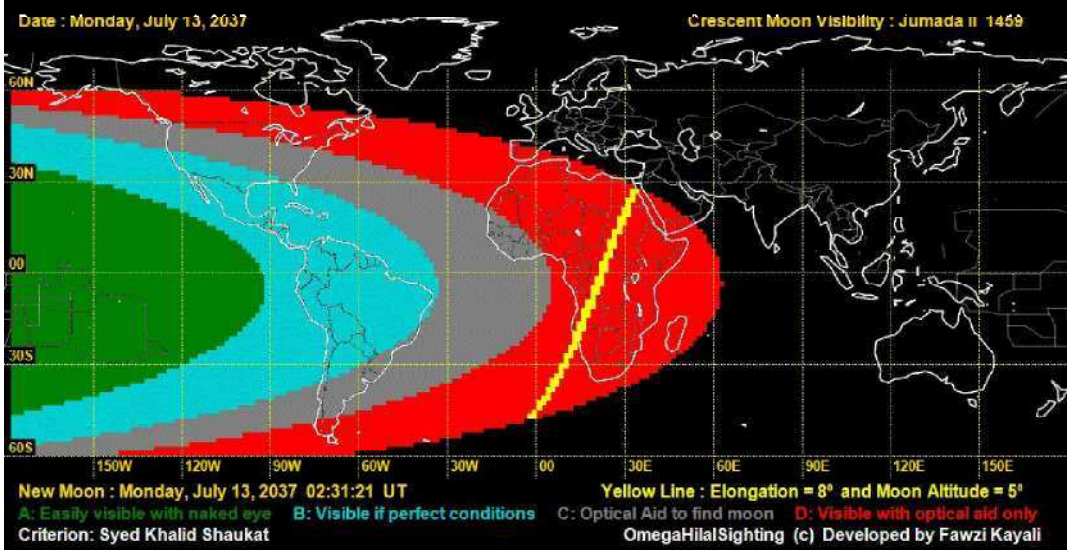 Date : Monday, July 13, 2037
Crescent Moon Visibility : Jumada II 1459
60N
30N
00
30S
60S
150W 120W 90W 60W 30W 00 30E 60E 90E 120E 150E
New Moon : Monday, July 13, 2037 02:31:21 UT
Yellow Line : Elongation = 8º and Moon Altitude = 5º
A: Easily visible with naked eye B: Visible if perfect conditions C: Optical Aid to find moon D: Visible with optical aid only
Criterion: Syed Khalid Shaukat
OmegaHilalSighting (c) Developed by Fawzi Kayali